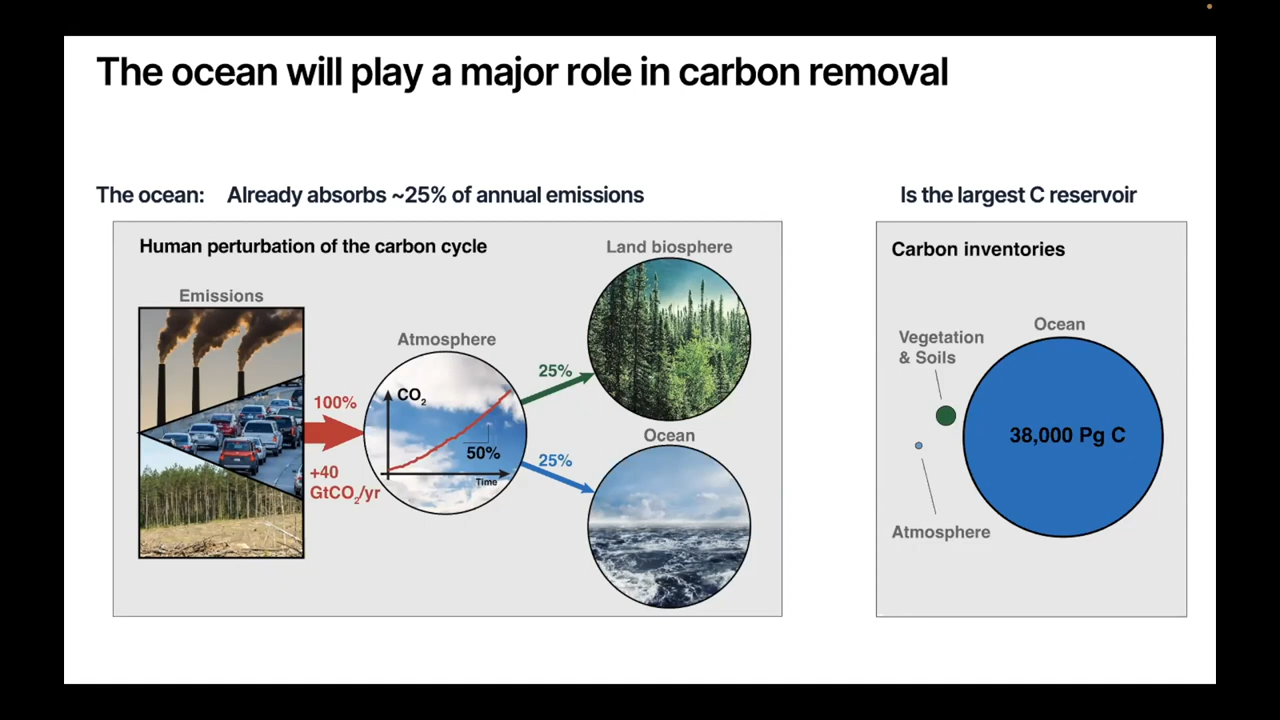 The ocean will play a major role in carbon removal
The ocean: Already absorbs ~25% of annual emissions
Human perturbation of the carbon cycle
Emissions
100%
+40
GtCO₂/yr
Atmosphere
CO₂
50%
Time
25%
25%
Land biosphere
Ocean
Is the largest C reservoir
Carbon inventories
Vegetation
& Soils
Ocean
38,000 Pg C
Atmosphere